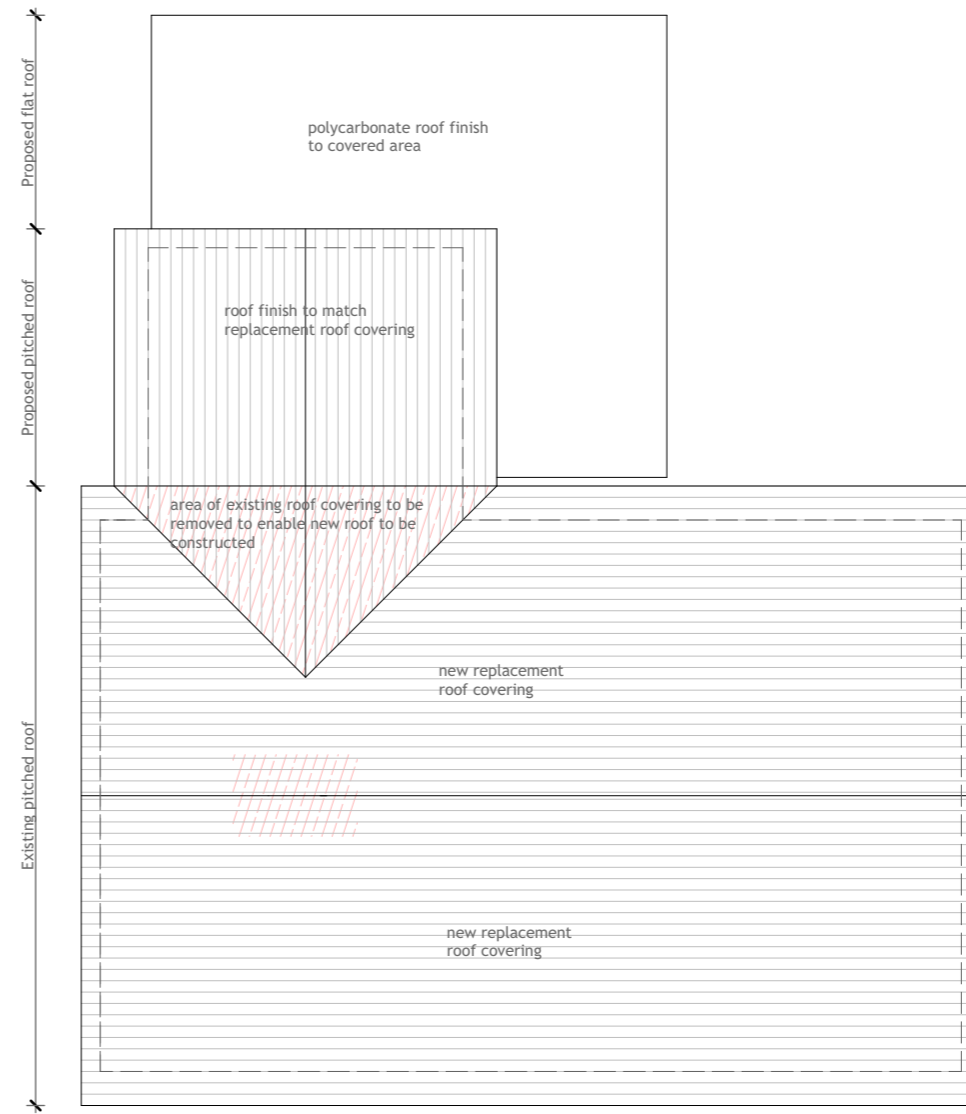 Proposed flat roof
polycarbonate roof finish
to covered area
Proposed pitched roof
roof finish to match
replacement roof covering
area of existing roof covering to be
removed to enable new roof to be
constructed
Existing pitched roof
new replacement
roof covering
new replacement
roof covering